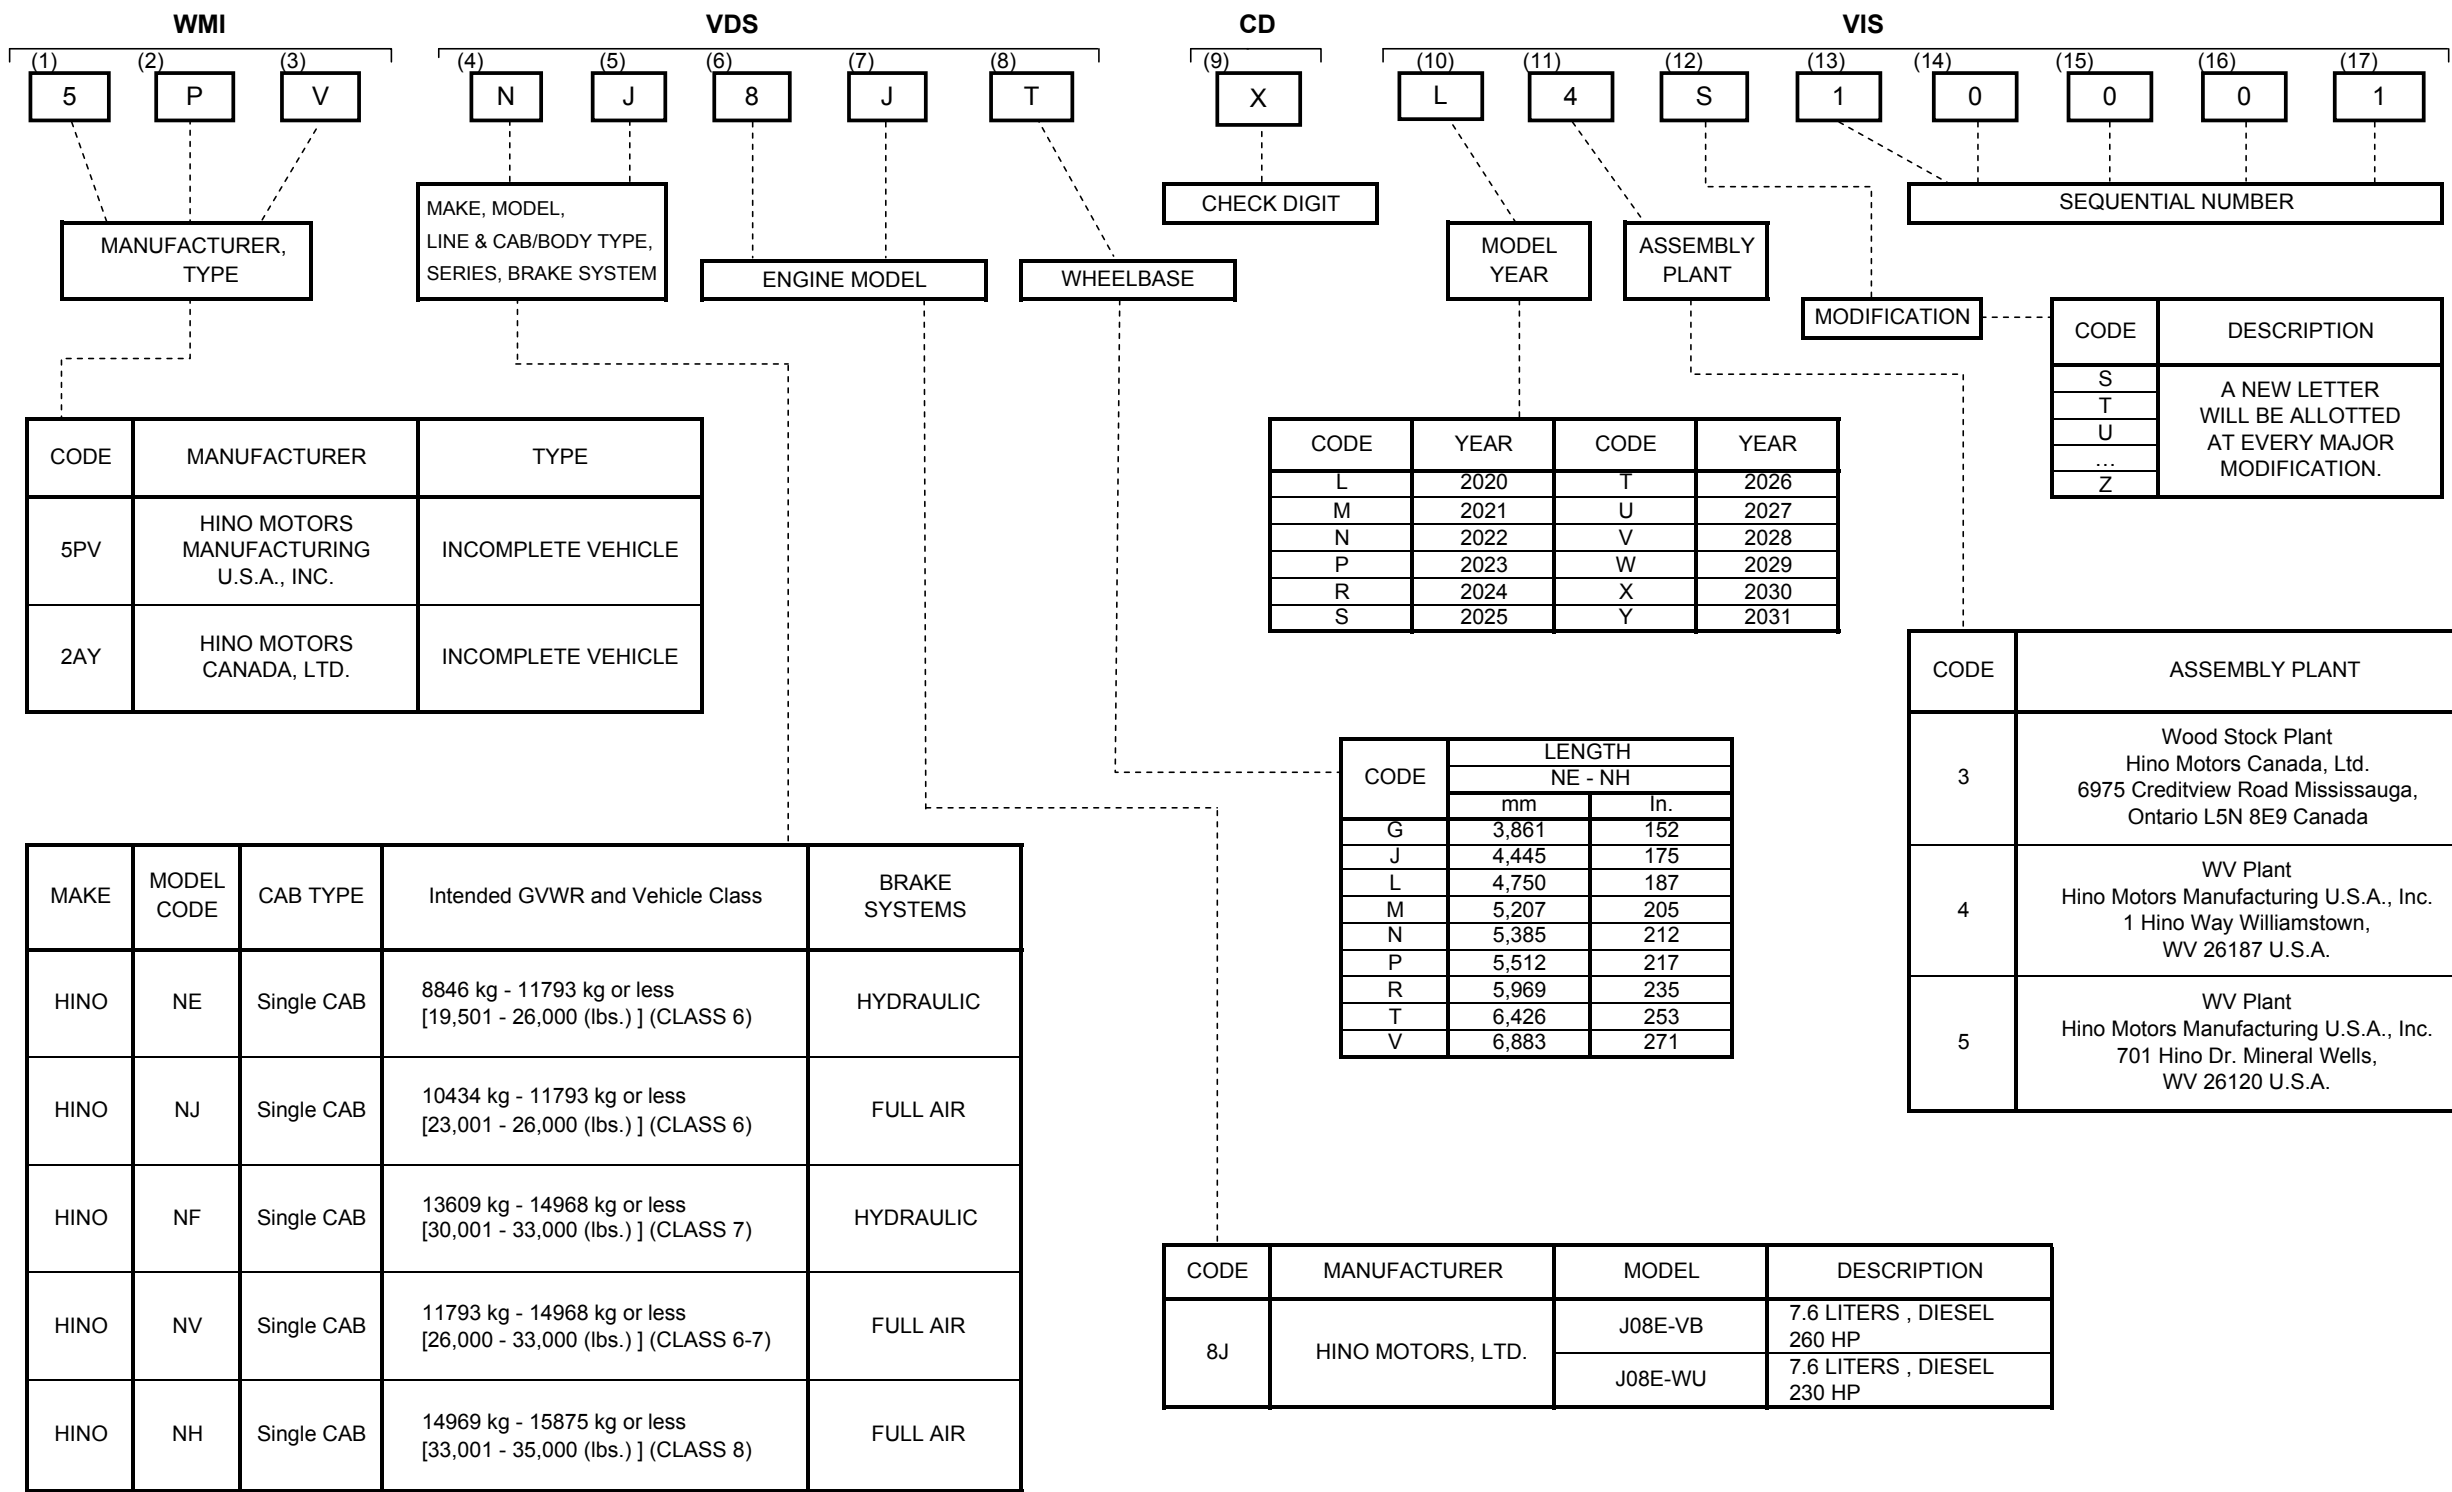 WMI VDS CD VIS
(1) (2) (3) (4) (5) (6) (7) (8) (9) (10) (11) (12) (13) (14) (15) (16) (17)
5 P V N J 8 J T X L 4 S 1 0 0 0 1
MANUFACTURER,
TYPE
MAKE, MODEL,
LINE & CAB/BODY TYPE,
SERIES, BRAKE SYSTEM
ENGINE MODEL
WHEELBASE
CHECK DIGIT
MODEL
YEAR
ASSEMBLY
PLANT
MODIFICATION
SEQUENTIAL NUMBER
CODE DESCRIPTION
S
T
U
...
Z
A NEW LETTER
WILL BE ALLOTTED
AT EVERY MAJOR
MODIFICATION.
CODE MANUFACTURER TYPE
5PV
HINO MOTORS
MANUFACTURING
U.S.A., INC.
INCOMPLETE VEHICLE
2AY
HINO MOTORS
CANADA, LTD.
INCOMPLETE VEHICLE
CODE YEAR CODE YEAR
L 2020 T 2026
M 2021 U 2027
N 2022 V 2028
P 2023 W 2029
R 2024 X 2030
S 2025 Y 2031
CODE ASSEMBLY PLANT
3
Wood Stock Plant
Hino Motors Canada, Ltd.
6975 Creditview Road Mississauga,
Ontario L5N 8E9 Canada
4
WV Plant
Hino Motors Manufacturing U.S.A., Inc.
1 Hino Way Williamstown,
WV 26187 U.S.A.
5
WV Plant
Hino Motors Manufacturing U.S.A., Inc.
701 Hino Dr. Mineral Wells,
WV 26120 U.S.A.
CODE
LENGTH
NE - NH
mm In.
G 3,861 152
J 4,445 175
L 4,750 187
M 5,207 205
N 5,385 212
P 5,512 217
R 5,969 235
T 6,426 253
V 6,883 271
MAKE
MODEL
CODE
CAB TYPE
Intended GVWR and Vehicle Class
BRAKE
SYSTEMS
HINO NE Single CAB
8846 kg - 11793 kg or less
[19,501 - 26,000 (lbs.) ] (CLASS 6)
HYDRAULIC
HINO NJ Single CAB
10434 kg - 11793 kg or less
[23,001 - 26,000 (lbs.) ] (CLASS 6)
FULL AIR
HINO NF Single CAB
13609 kg - 14968 kg or less
[30,001 - 33,000 (lbs.) ] (CLASS 7)
HYDRAULIC
HINO NV Single CAB
11793 kg - 14968 kg or less
[26,000 - 33,000 (lbs.) ] (CLASS 6-7)
FULL AIR
HINO NH Single CAB
14969 kg - 15875 kg or less
[33,001 - 35,000 (lbs.) ] (CLASS 8)
FULL AIR
CODE MANUFACTURER MODEL DESCRIPTION
8J
HINO MOTORS, LTD.
J08E-VB
7.6 LITERS , DIESEL
260 HP
J08E-WU
7.6 LITERS , DIESEL
230 HP